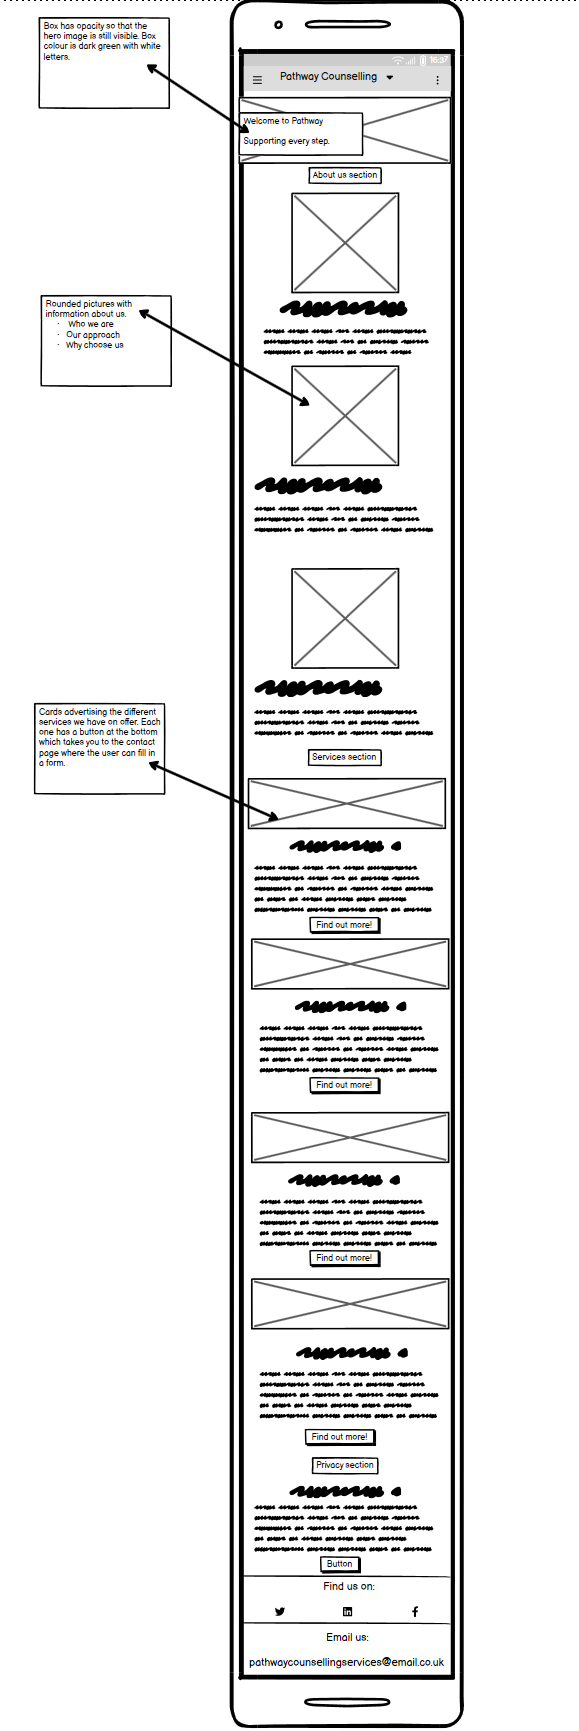 Box has opacity so that the
hero image is still visible. Box
colour is dark green with white
letters.
16:37
Pathway Counselling
Welcome to Pathway
Supporting every step.
About us section
Rounded pictures with
information about us.
· Who we are
· Our approach
· Why choose us
Cards advertising the different
services we have on offer. Each
one has a button at the bottom
which takes you to the contact
page where the user can fill in
a form.
Services section
Find out more!
Find out more!
Find out more!
Find out more!
Privacy section
Button
Find us on:
Email us:
pathwaycounsellingservices@email.co.uk